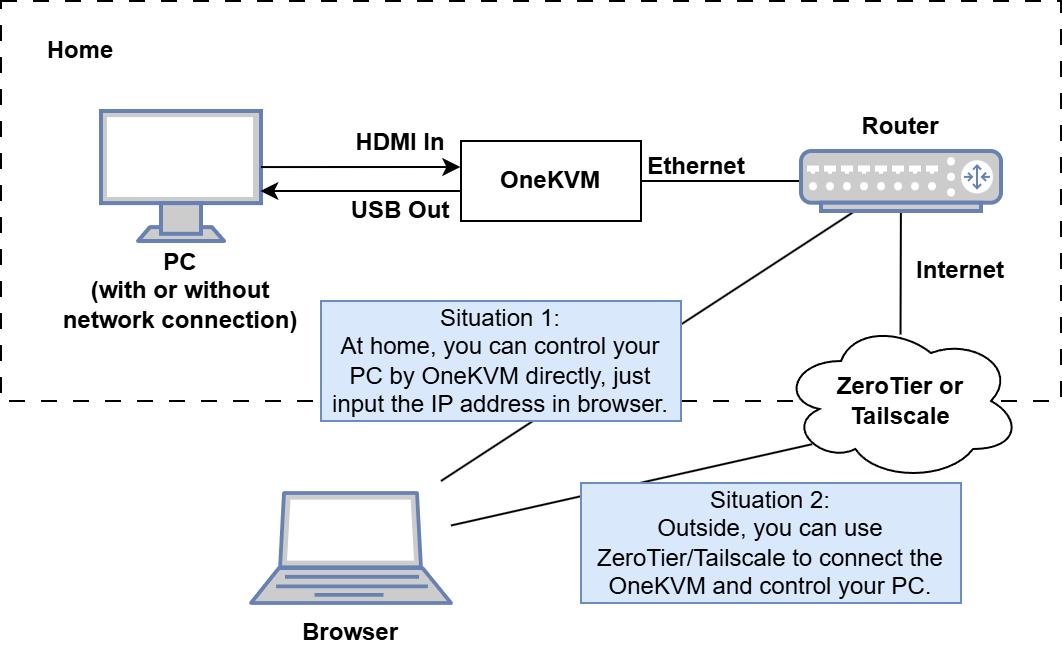 Home
HDMI In
USB Out
OneKVM
Ethernet
Router
PC
(with or without
network connection)
Internet
Situation 1:
At home, you can control your
PC by OneKVM directly, just
input the IP address in browser.
ZeroTier or
Tailscale
Situation 2:
Outside, you can use
ZeroTier/Tailscale to connect the
OneKVM and control your PC.
Browser